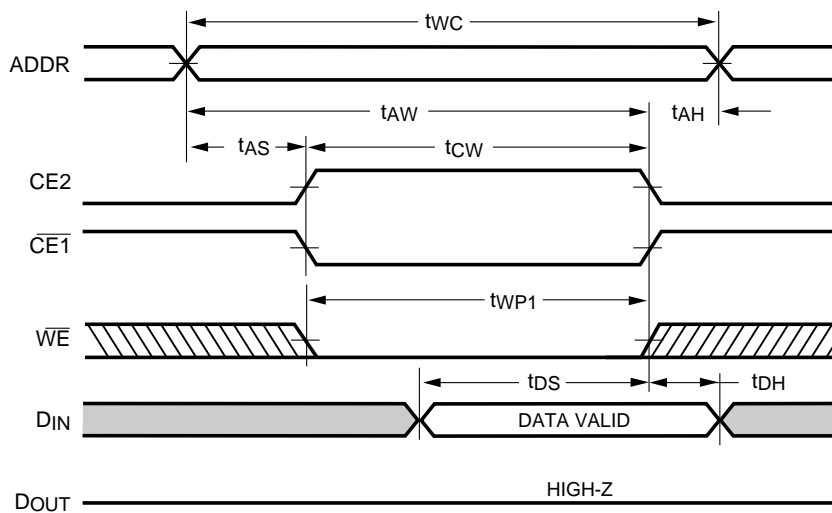 tWC
ADDR
tAW
tAH
tAS
tCW
CE2
CE1
tWP1
WE
tDS
tDH
DIN
DATA VALID
HIGH-Z
DOUT